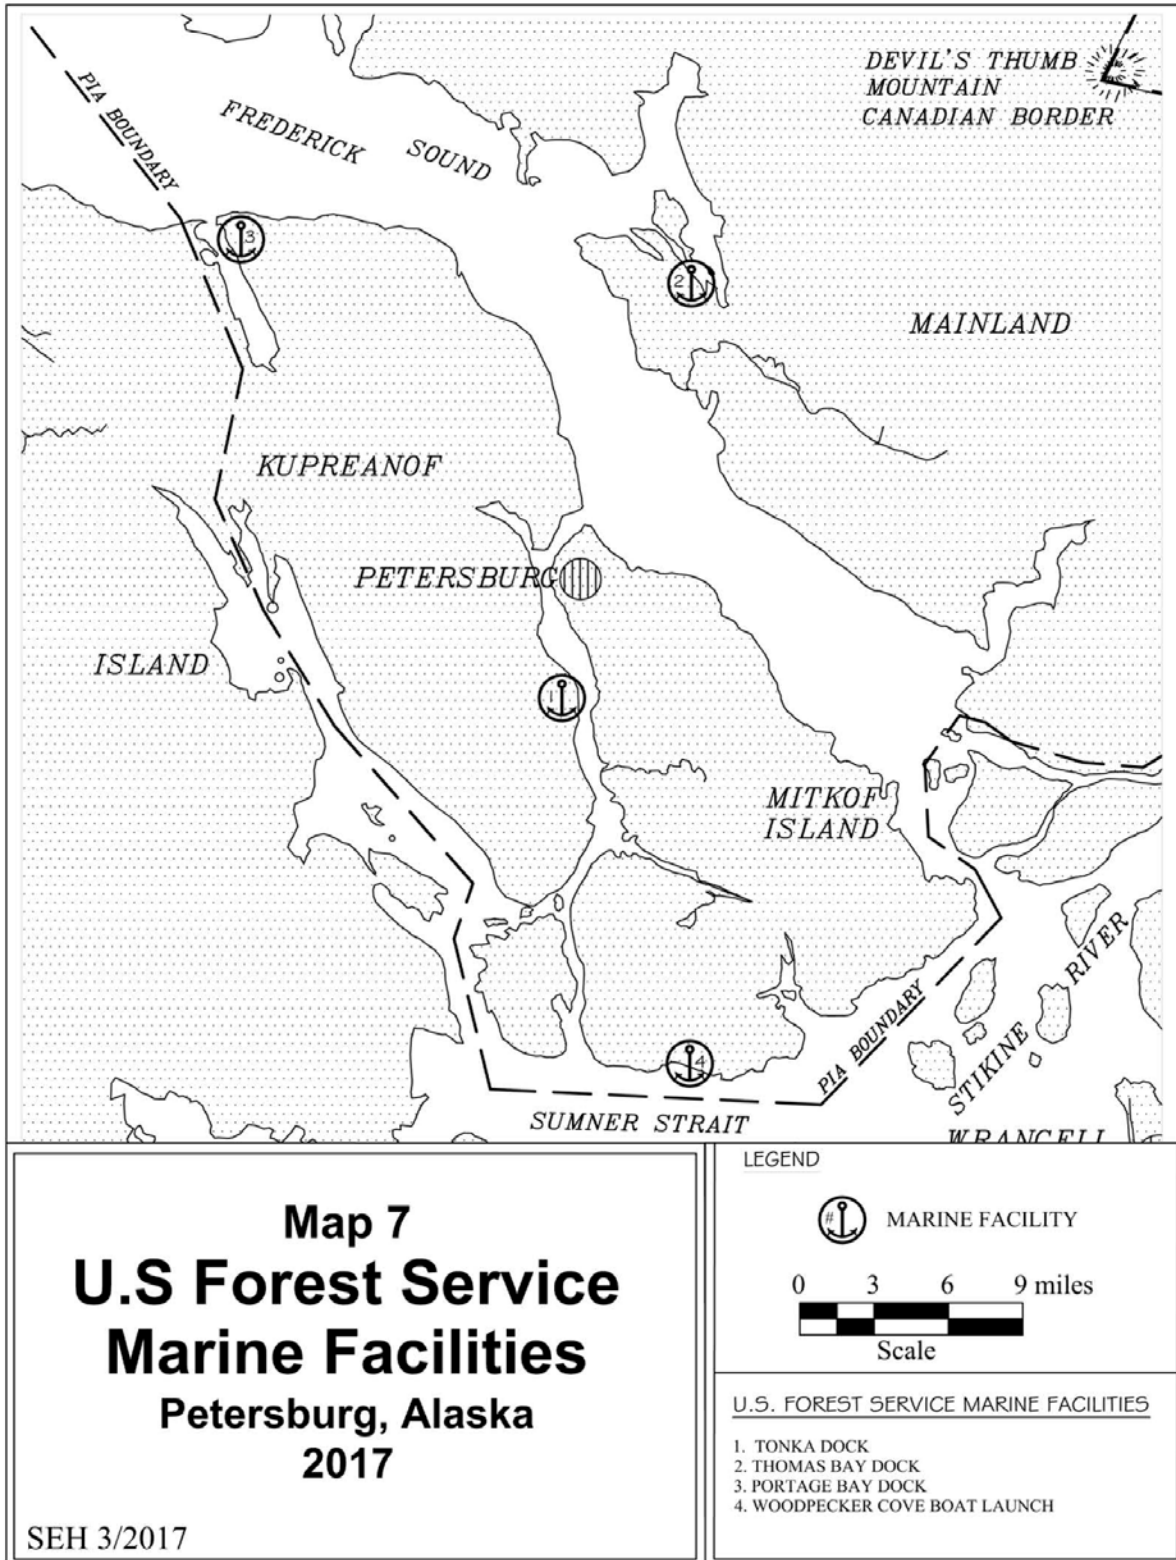 DEVIL'S THUMB
MOUNTAIN
CANADIAN BORDER
PIA BOUNDARY
FREDERICK SOUND
3
2
MAINLAND
KUPREANOF
PETERSBURG
ISLAND
1
MITKOF
ISLAND
RIVER
PIA BOUNDARY
STIKINE
4
SUMNER STRAIT
WRANGELL
Map 7
U.S Forest Service
Marine Facilities
Petersburg, Alaska
2017
SEH 3/2017
LEGEND
# MARINE FACILITY
0 3 6 9 miles
Scale
U.S. FOREST SERVICE MARINE FACILITIES
1. TONKA DOCK
2. THOMAS BAY DOCK
3. PORTAGE BAY DOCK
4. WOODPECKER COVE BOAT LAUNCH